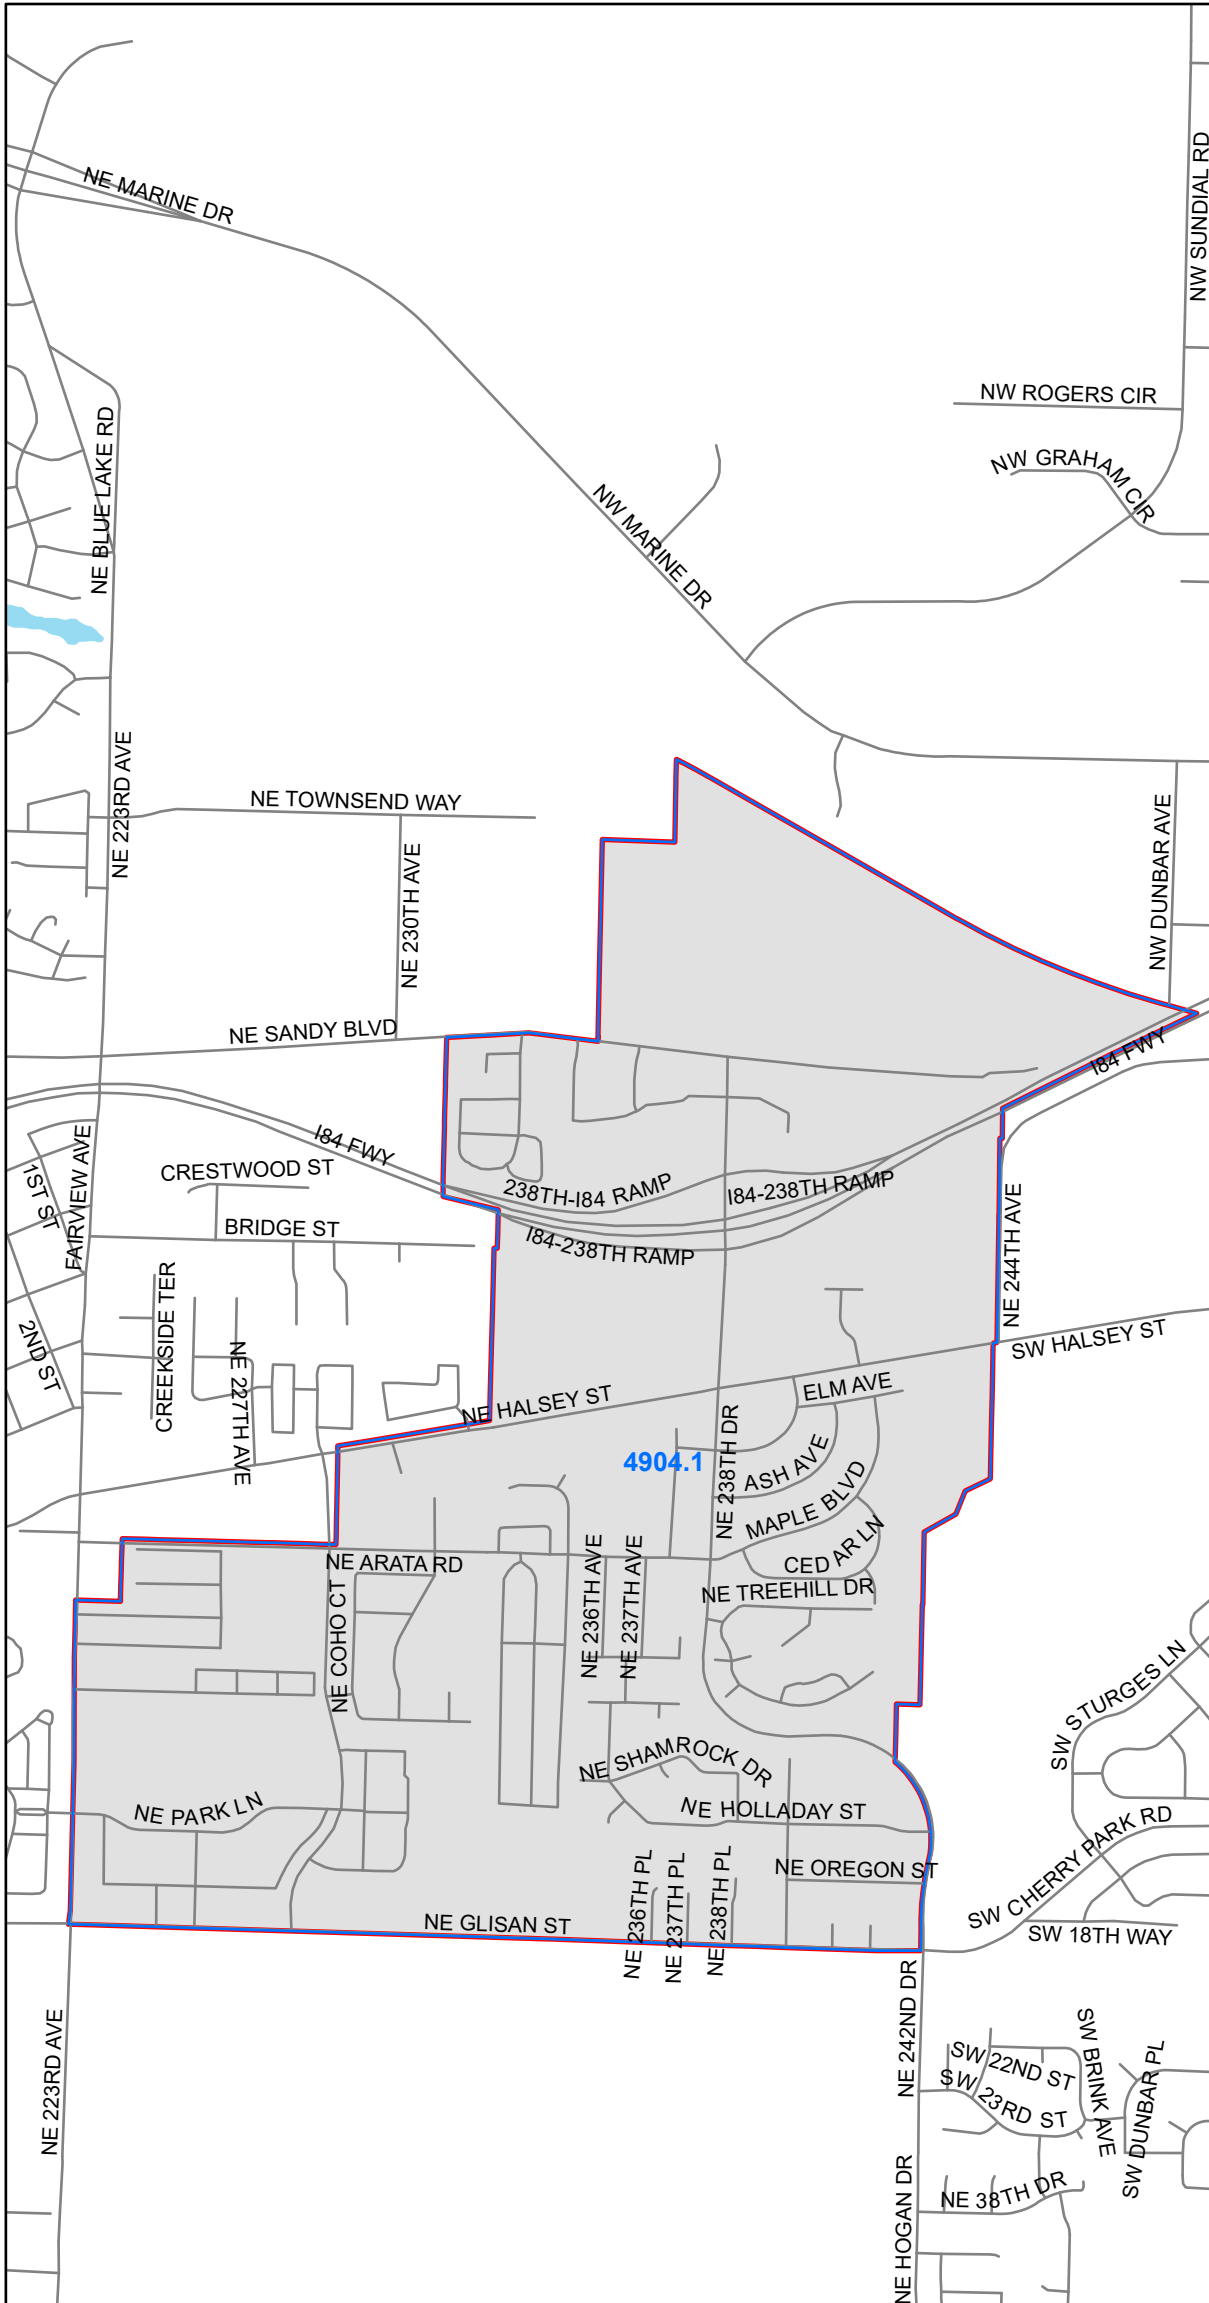 NW SUNDIAL RD
NE MARINE DR
NW ROGERS CIR
NW GRAHAM CIR
NE BLUE LAKE RD
NW MARINE DR
NE 223RD AVE
NE TOWNSEND WAY
NW DUNBAR AVE
NE 230TH AVE
NE SANDY BLVD
I84 FWY
I84 FWY
1ST ST
FAIRVIEW AVE
CRESTWOOD ST
238TH-I84 RAMP
I84-238TH RAMP
BRIDGE ST
I84-238TH RAMP
NE 244TH AVE
CREEKSIDE TER
2ND ST
NE 227TH AVE
SW HALSEY ST
ELM AVE
NE HALSEY ST
4904.1
NE 238TH DR
ASH AVE
MAPLE BLVD
CEDAR LN
NE ARATA RD
NE TREEHILL DR
NE 236TH AVE
NE 237TH AVE
NE COHO CT
SW STURGES LN
NE SHAMROCK DR
NE PARK LN
NE HOLLADAY ST
SW CHERRY PARK RD
NE OREGON ST
NE 236TH PL
NE 237TH PL
NE 238TH PL
NE GLISAN ST
SW 18TH WAY
NE 242ND DR
NE 223RD AVE
SW 22ND ST
SW 23RD ST
SW BRINK AVE
SW DUNBAR PL
NE 38TH DR
NE HOGAN DR